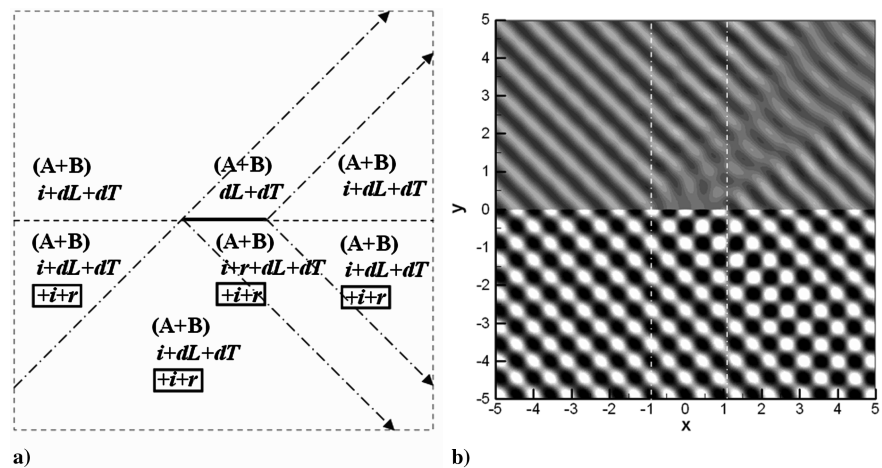 (A+B)
i+dL+dT
(A+B)
dL+dT
(A+B)
i+dL+dT
(A+B)
i+dL+dT
+i+r
(A+B)
i+r+dL+dT
+i+r
(A+B)
i+dL+dT
+i+r
(A+B)
i+dL+dT
+i+r
a)
5
4
3
2
1
0
-1
-2
-3
-4
-5
y
-5 -4 -3 -2 -1 0 1 2 3 4 5
x
b)